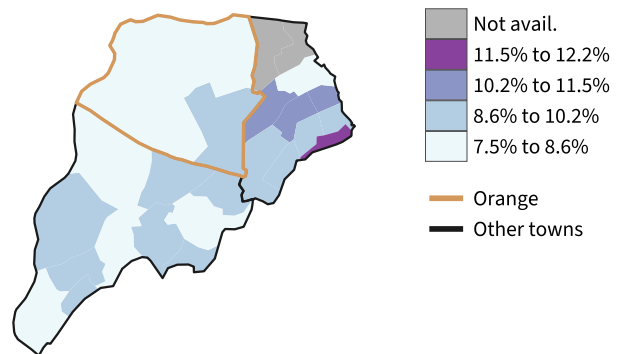 Not avail.
11.5% to 12.2%
10.2% to 11.5%
8.6% to 10.2%
7.5% to 8.6%
Orange
Other towns